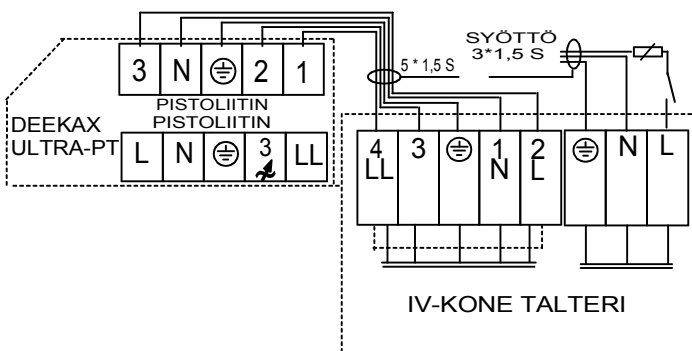 SYÖTTÖ
3*1,5 S
5 * 1,5 S
3 N 2 1
PISTOLIITIN
PISTOLIITIN
DEEKAX
ULTRA-PT
L N 3 LL
4 3 1 2 N L
LL N L
IV-KONE TALTERI